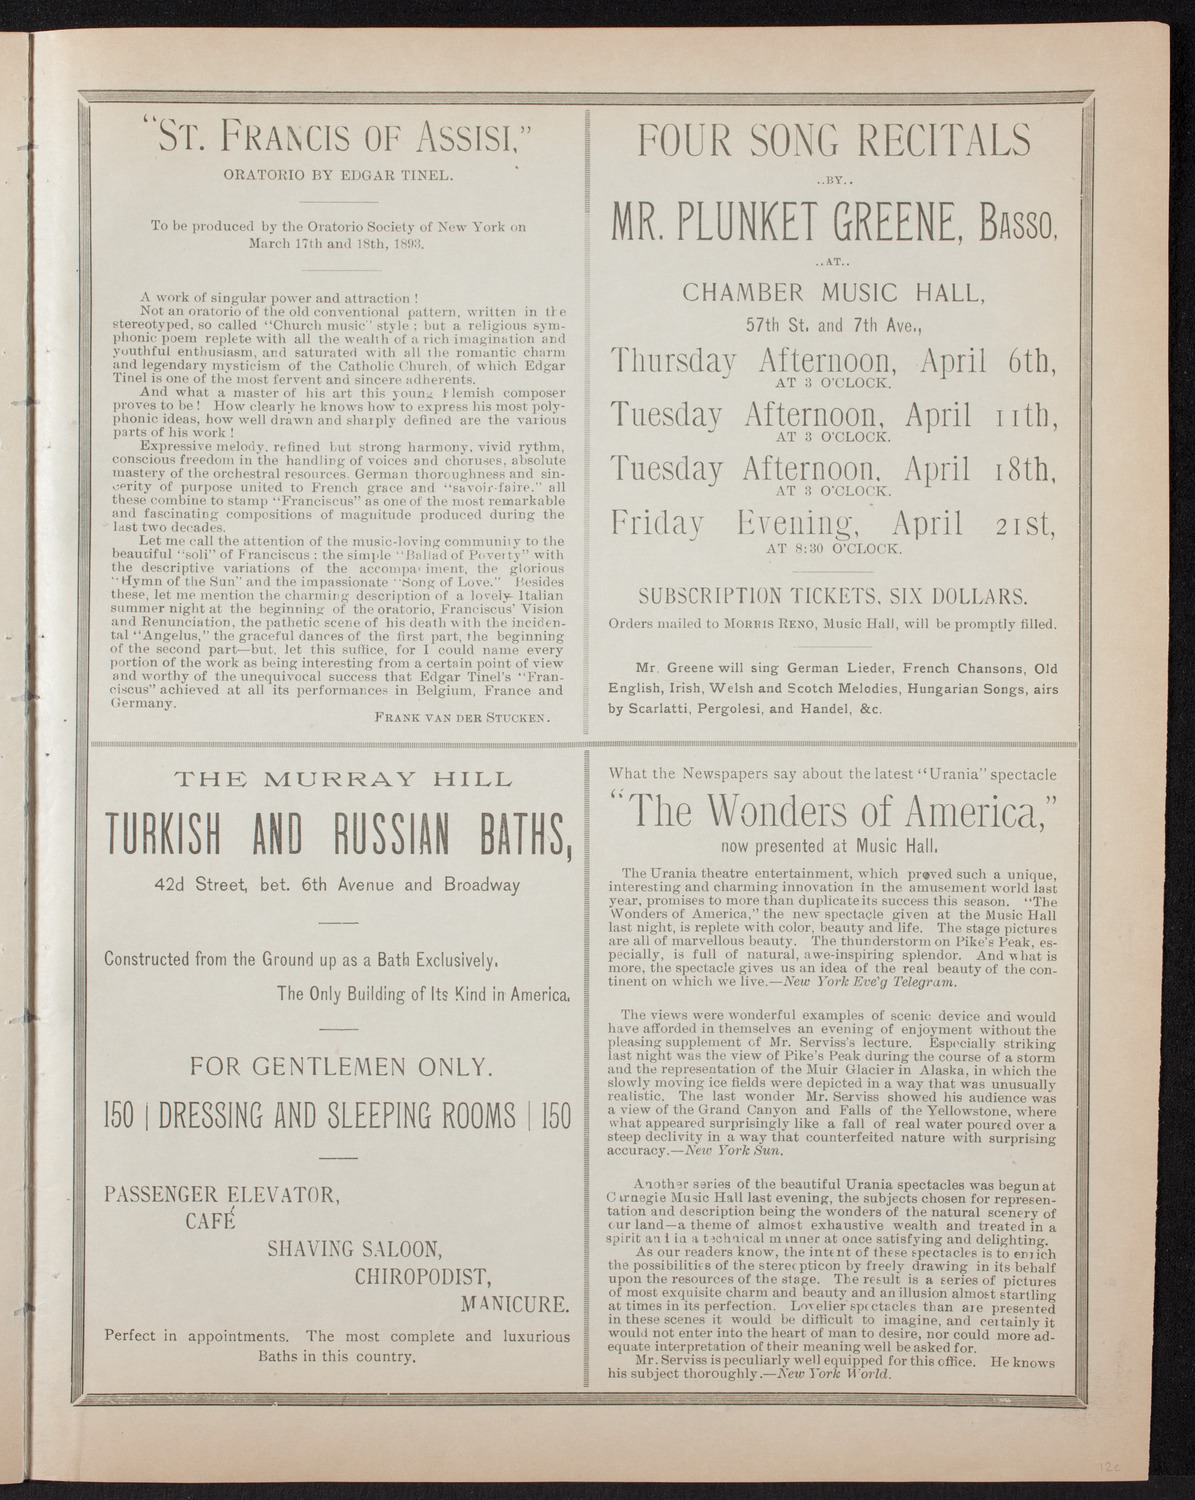 "ST. FRANCIS OF ASSISI,"
ORATORIO BY EDGAR TINEL.
To be produced by the Oratorio Society of New York on
March 17th and 18th, 1893.
A work of singular power and attraction !
Not an oratorio of the old conventional pattern, written in the
stereotyped, so called "Church music" style ; but a religious sym-
phonic poem replete with all the wealth of a rich imagination and
youthful enthusiasm, and saturated with all the romantic charm
and legendary mysticism of the Catholic Church, of which Edgar
Tinel is one of the most fervent and sincere adherents.
And what a master of his art this young Flemish composer
proves to be ! How clearly he knows how to express his most poly-
phonic ideas, how well drawn and sharply defined are the various
parts of his work !
Expressive melody, refined but strong harmony, vivid rythm,
conscious freedom in the handling of voices and choruses, absolute
mastery of the orchestral resources. German thoroughness and sin-
cerity of purpose united to French grace and "savoir-faire." all
these combine to stamp "Franciscus" as one of the most remarkable
and fascinating compositions of magnitude produced during the
last two decades.
Let me call the attention of the music-loving community to the
beautiful "soli" of Franciscus : the simple "Ballad of Poverty" with
the descriptive variations of the accompaniment, the glorious
"Hymn of the Sun" and the impassionate "Song of Love." Besides
these, let me mention the charming description of a lovely Italian
summer night at the beginning of the oratorio, Franciscus' Vision
and Renunciation, the pathetic scene of his death with the inciden-
tal "Angelus," the graceful dances of the first part, the beginning
of the second part—but, let this suffice, for I could name every
portion of the work as being interesting from a certain point of view
and worthy of the unequivocal success that Edgar Tinel's "Fran-
ciscus" achieved at all its performances in Belgium, France and
Germany.
FRANK VAN DER STUCKEN.
FOUR SONG RECITALS
..BY..
MR. PLUNKET GREENE, BASSO,
..AT..
CHAMBER MUSIC HALL,
57th St. and 7th Ave.,
Thursday Afternoon, April 6th,
AT 3 O'CLOCK.
Tuesday Afternoon, April 11th,
AT 3 O'CLOCK.
Tuesday Afternoon, April 18th,
AT 3 O'CLOCK.
Friday Evening, April 21st,
AT 8:30 O'CLOCK.
SUBSCRIPTION TICKETS, SIX DOLLARS.
Orders mailed to MORRIS RENO, Music Hall, will be promptly filled.
Mr. Greene will sing German Lieder, French Chansons, Old
English, Irish, Welsh and Scotch Melodies, Hungarian Songs, airs
by Scarlatti, Pergolesi, and Handel, &c.
THE MURRAY HILL
TURKISH AND RUSSIAN BATHS,
42d Street, bet. 6th Avenue and Broadway
Constructed from the Ground up as a Bath Exclusively.
The Only Building of Its Kind in America.
FOR GENTLEMEN ONLY.
150 | DRESSING AND SLEEPING ROOMS | 150
PASSENGER ELEVATOR,
CAFÉ
SHAVING SALOON,
CHIROPODIST,
MANICURE.
Perfect in appointments. The most complete and luxurious
Baths in this country.
What the Newspapers say about the latest "Urania" spectacle
"The Wonders of America,"
now presented at Music Hall.
The Urania theatre entertainment, which proved such a unique,
interesting and charming innovation in the amusement world last
year, promises to more than duplicate its success this season. "The
Wonders of America," the new spectacle given at the Music Hall
last night, is replete with color, beauty and life. The stage pictures
are all of marvellous beauty. The thunderstorm on Pike's Peak, es-
pecially, is full of natural, awe-inspiring splendor. And what is
more, the spectacle gives us an idea of the real beauty of the con-
tinent on which we live.—New York Eve'g Telegram.
The views were wonderful examples of scenic device and would
have afforded in themselves an evening of enjoyment without the
pleasing supplement of Mr. Serviss's lecture. Especially striking
last night was the view of Pike's Peak during the course of a storm
and the representation of the Muir Glacier in Alaska, in which the
slowly moving ice fields were depicted in a way that was unusually
realistic. The last wonder Mr. Serviss showed his audience was
a view of the Grand Canyon and Falls of the Yellowstone, where
what appeared surprisingly like a fall of real water poured over a
steep declivity in a way that counterfeited nature with surprising
accuracy.—New York Sun.
Another series of the beautiful Urania spectacles was begun at
Carnegie Music Hall last evening, the subjects chosen for represen-
tation and description being the wonders of the natural scenery of
our land—a theme of almost exhaustive wealth and treated in a
spirit and in a technical manner at once satisfying and delighting.
As our readers know, the intent of these spectacles is to enrich
the possibilities of the stereopticon by freely drawing in its behalf
upon the resources of the stage. The result is a series of pictures
of most exquisite charm and beauty and an illusion almost startling
at times in its perfection. Lovelier spectacles than are presented
in these scenes it would be difficult to imagine, and certainly it
would not enter into the heart of man to desire, nor could more ad-
equate interpretation of their meaning well be asked for.
Mr. Serviss is peculiarly well equipped for this office. He knows
his subject thoroughly.—New York World.
12c